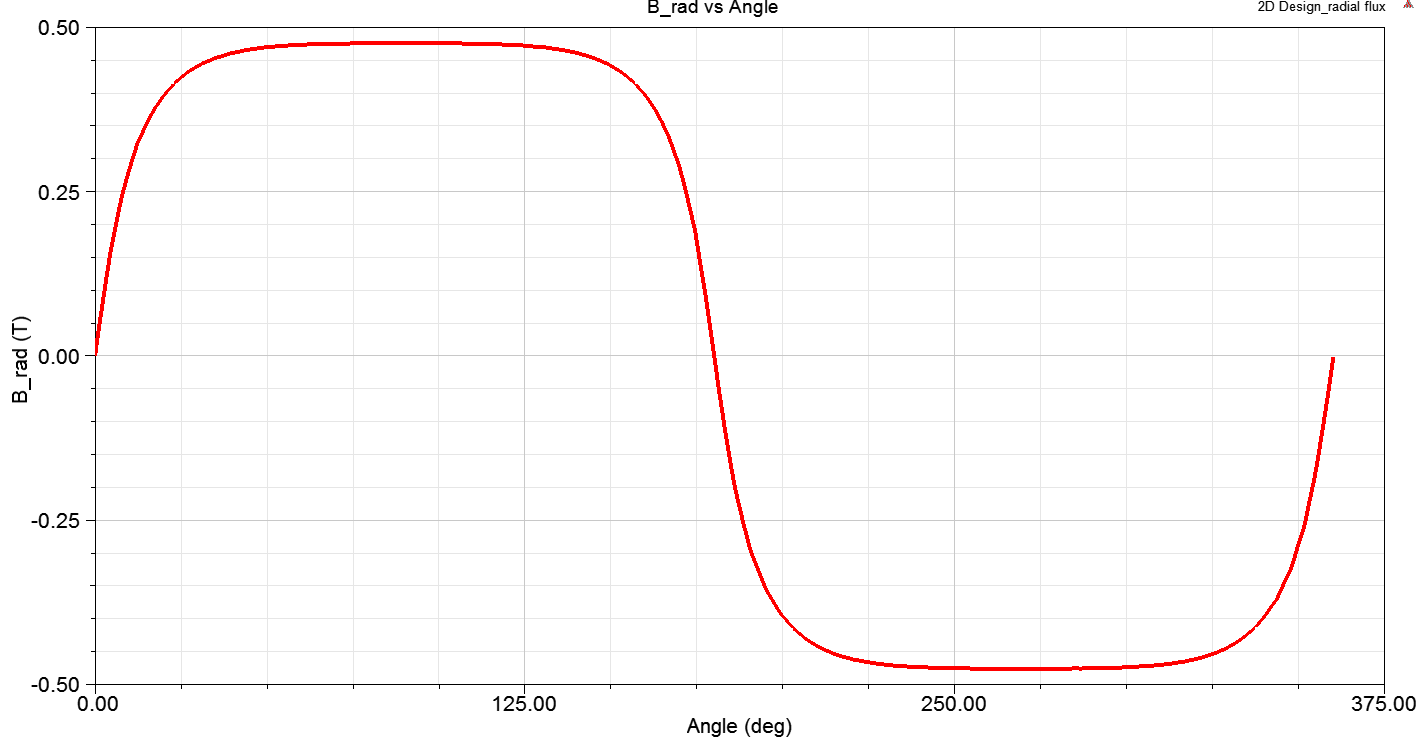 B_rad vs Angle
2D Design_radial flux
0.50
0.25
0.00
-0.25
-0.50
B_rad (T)
0.00
125.00
250.00
375.00
Angle (deg)